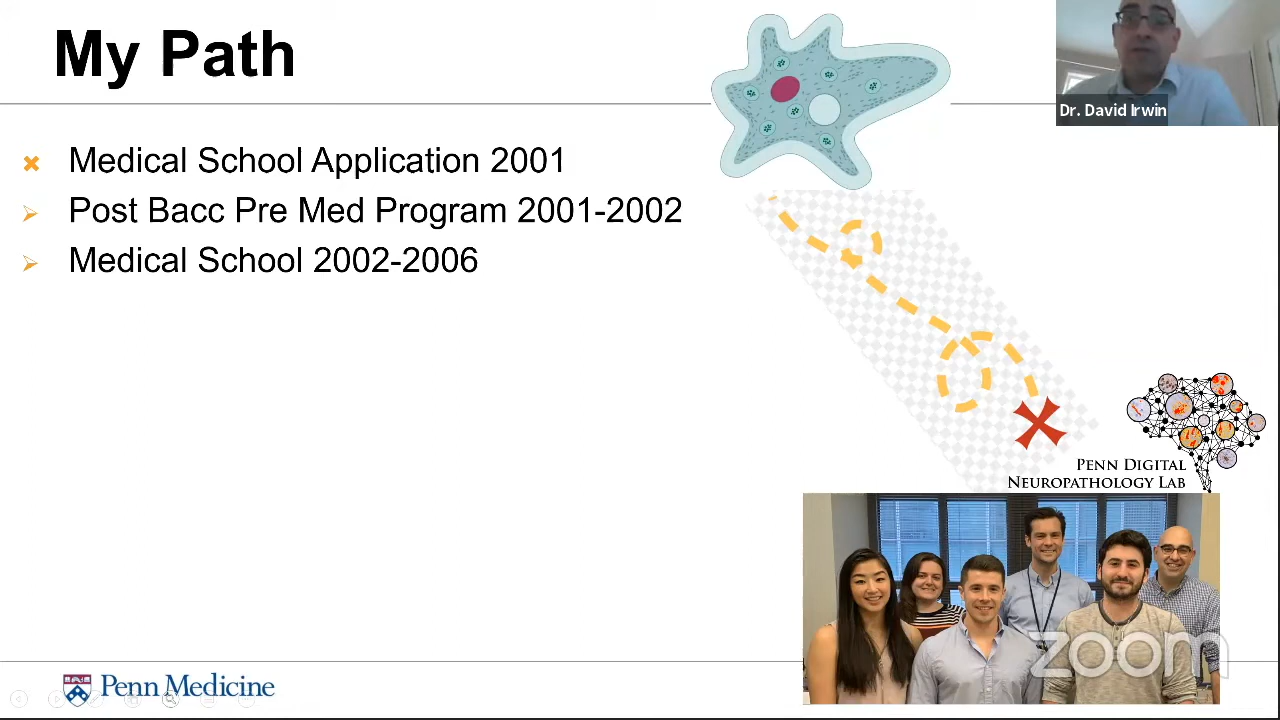 My Path
Dr. David Irwin
Medical School Application 2001
Post Bacc Pre Med Program 2001-2002
Medical School 2002-2006
PENN DIGITAL
NEUROPATHOLOGY LAB
zoom
Penn Medicine